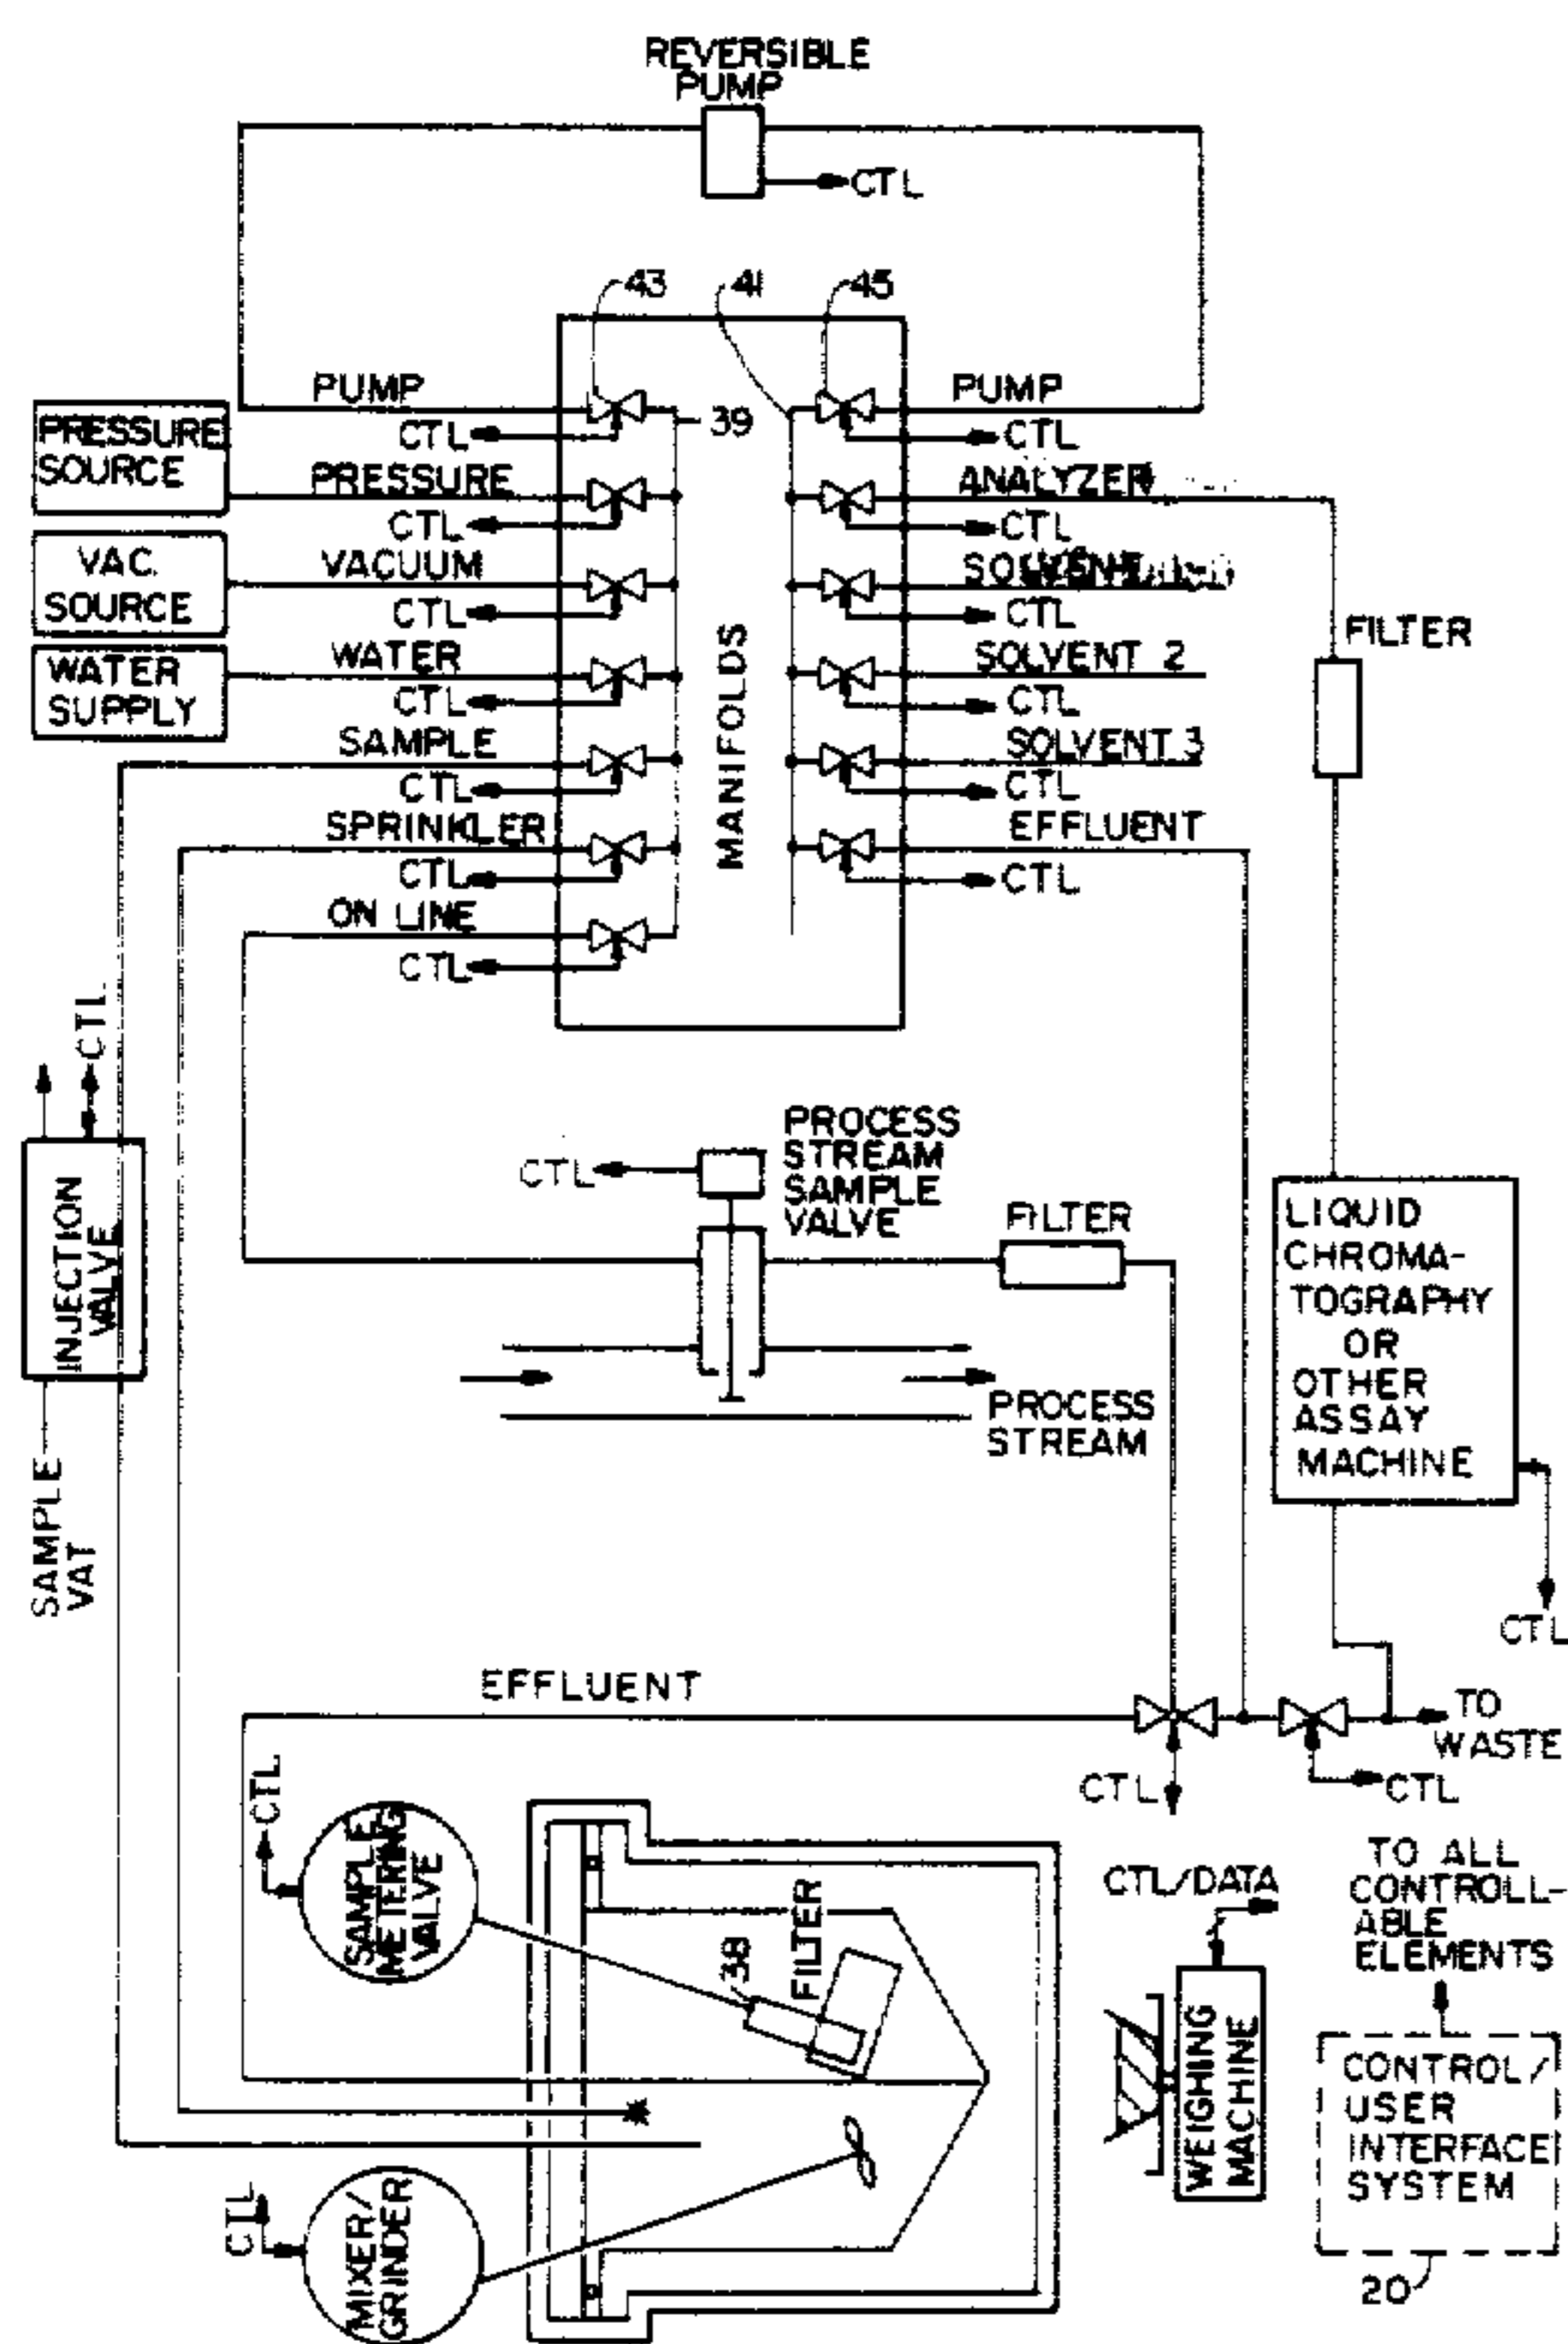 REVERSIBLE
PUMP
CTL
43
41
45
PUMP
PUMP
39
CTL
CTL
PRESSURE
SOURCE
PRESSURE
ANALYZER
CTL
CTL
VAC.
SOURCE
VACUUM
CTL
CTL
WATER
SUPPLY
WATER
SOLVENT 2
FILTER
CTL
CTL
MANIFOLDS
SAMPLE
SOLVENT 3
CTL
CTL
SPRINKLER
EFFLUENT
CTL
CTL
ON LINE
CTL
CTL
INJECTION
VALVE
SAMPLE
VAT
CTL
PROCESS
STREAM
SAMPLE
VALVE
FILTER
PROCESS
STREAM
LIQUID
CHROMA-
TOGRAPHY
OR
OTHER
ASSAY
MACHINE
CTL
EFFLUENT
TO
WASTE
CTL
CTL
CTL
SAMPLE
METERING
VALVE
38
FILTER
CTL
MIXER/
GRINDER
CTL/DATA
WEIGHING
MACHINE
TO ALL
CONTROLL-
ABLE
ELEMENTS
CONTROL/
USER
INTERFACE
SYSTEM
20